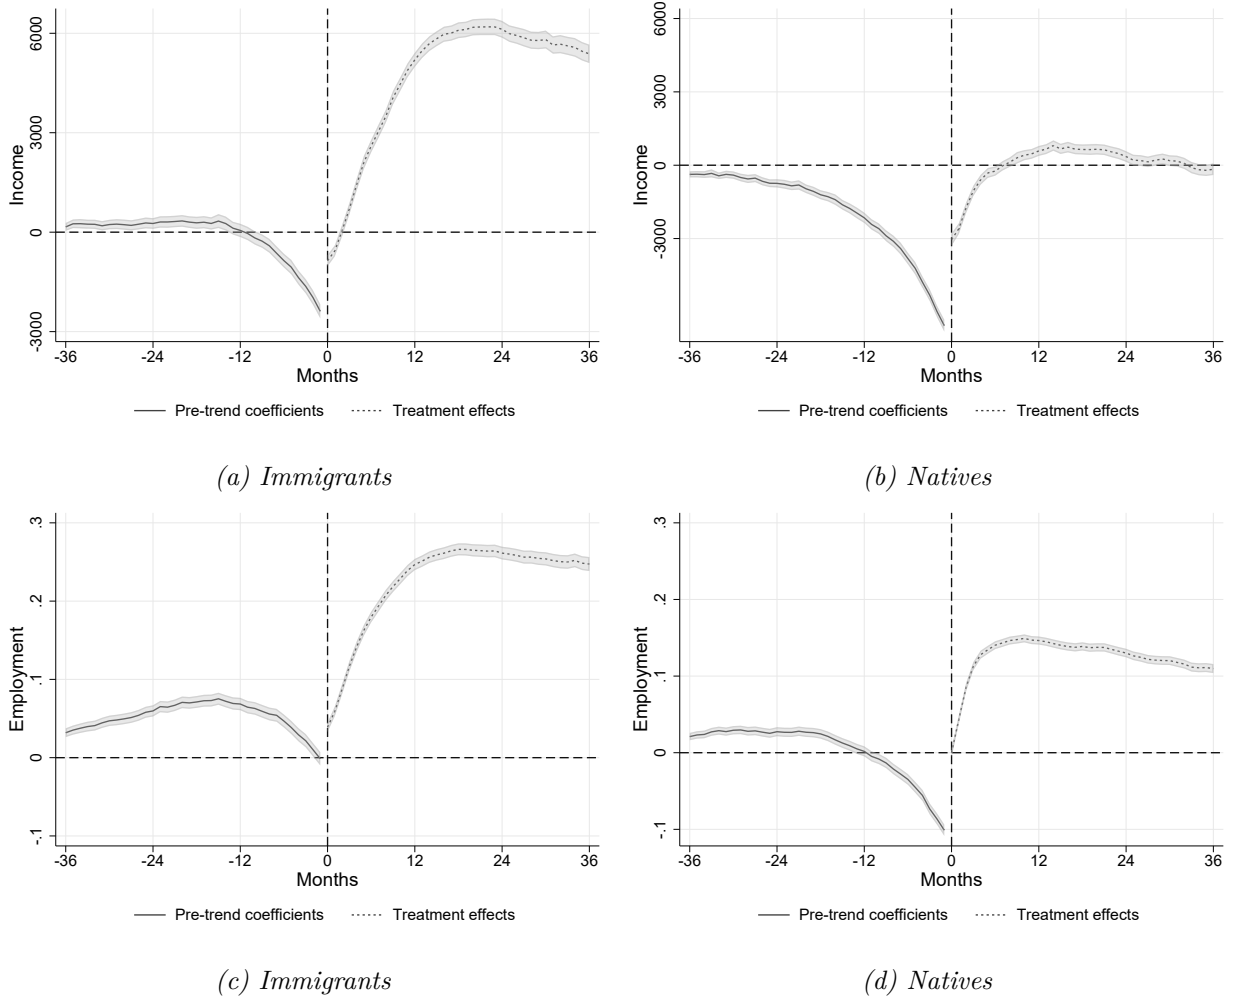 6000
3000
0
-3000
Income
-36
-24
-12
0
12
24
36
Months
Pre-trend coefficients
Treatment effects
(a) Immigrants
6000
3000
0
-3000
Income
-36
-24
-12
0
12
24
36
Months
Pre-trend coefficients
Treatment effects
(b) Natives
.3
.2
.1
0
-.1
Employment
-36
-24
-12
0
12
24
36
Months
Pre-trend coefficients
Treatment effects
(c) Immigrants
.3
.2
.1
0
-.1
Employment
-36
-24
-12
0
12
24
36
Months
Pre-trend coefficients
Treatment effects
(d) Natives